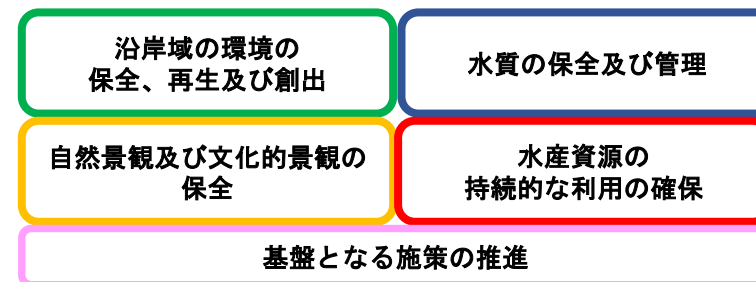 沿岸域の環境の
保全、再生及び創出
水質の保全及び管理
自然景観及び文化的景観の
保全
水産資源の
持続的な利用の確保
基盤となる施策の推進